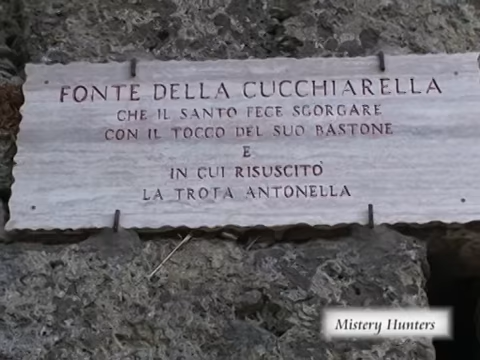 FONTE DELLA CUCCHIARELLA
CHE IL SANTO FECE SGORGARE
CON IL TOCCO DEL SUO BASTONE
E
IN CUI RISUSCITO'
LA TROTA ANTONELLA
Mistery Hunters